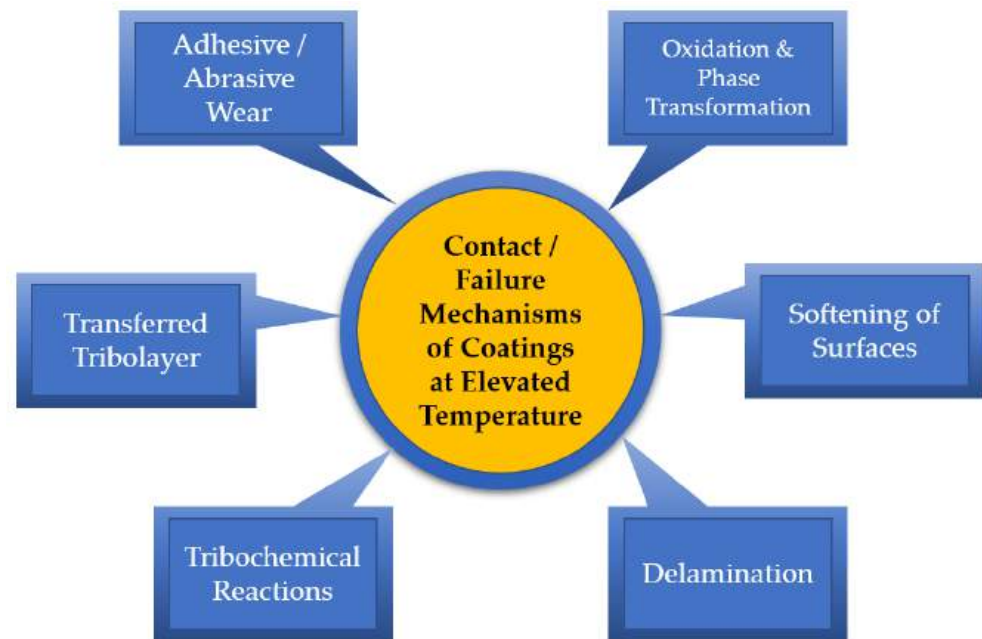 Adhesive /
Abrasive
Wear
Oxidation &
Phase
Transformation
Contact /
Failure
Mechanisms
of Coatings
at Elevated
Temperature
Transferred
Tribolayer
Softening of
Surfaces
Tribochemical
Reactions
Delamination